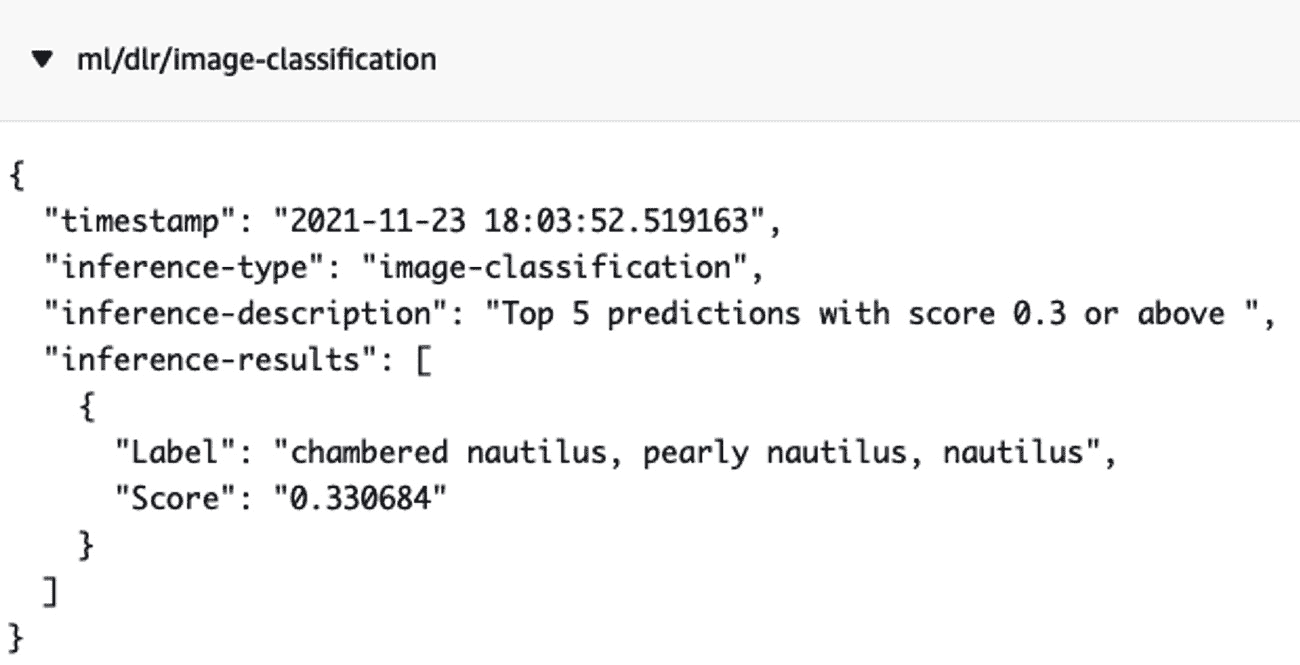 ml/dlr/image-classification
{
  "timestamp": "2021-11-23 18:03:52.519163",
  "inference-type": "image-classification",
  "inference-description": "Top 5 predictions with score 0.3 or above ",
  "inference-results": [
    {
      "Label": "chambered nautilus, pearly nautilus, nautilus",
      "Score": "0.330684"
    }
  ]
}